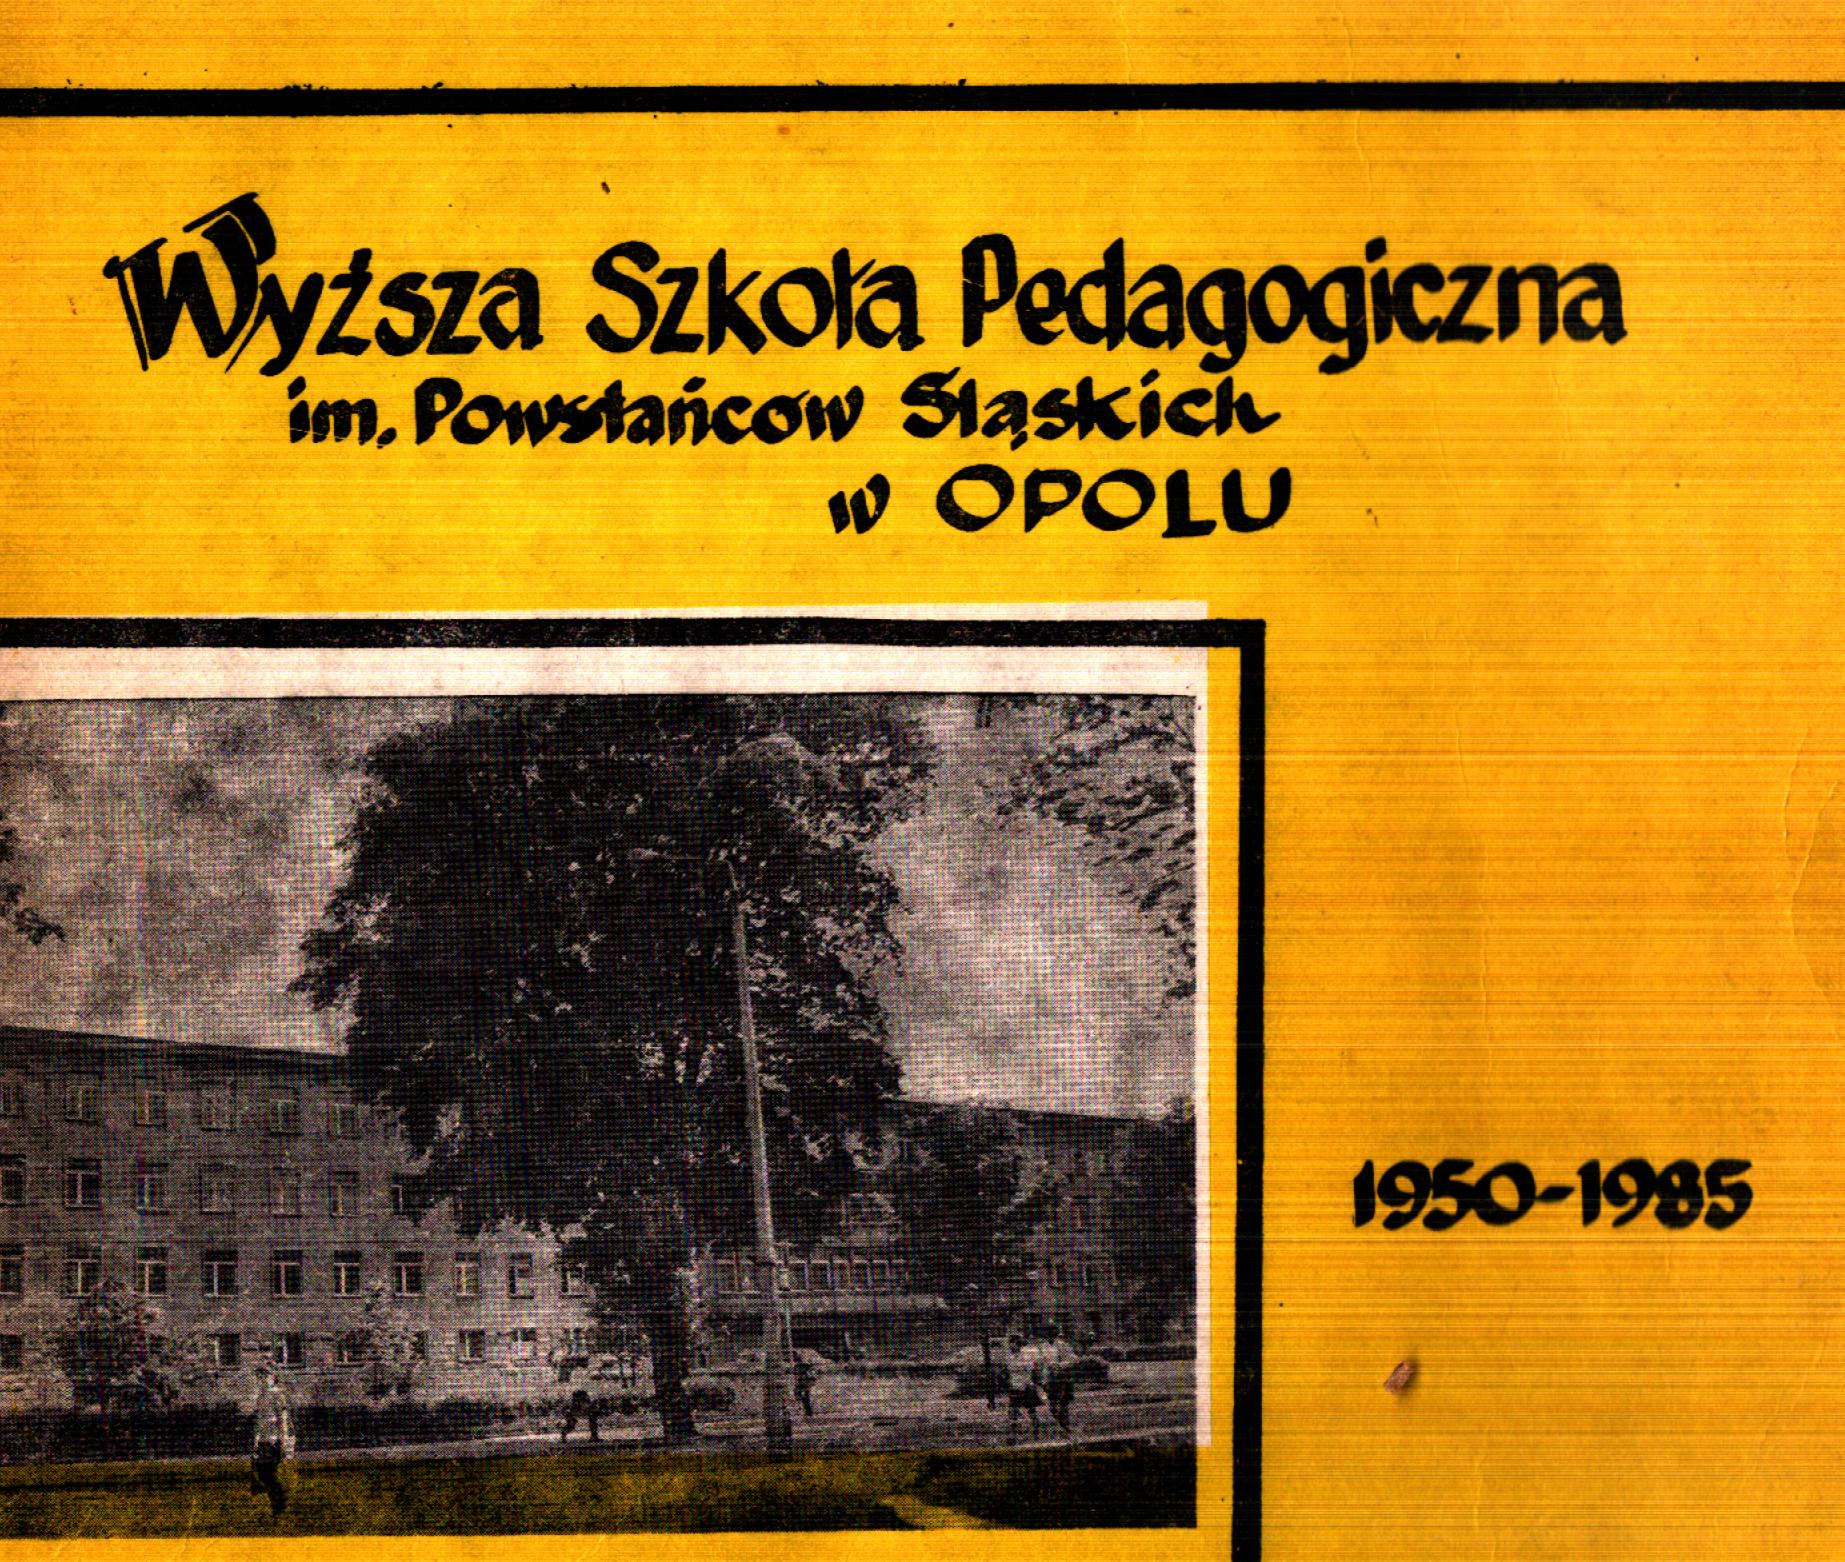 Wyższa Szkoła Pedagogiczna
im. Powstańców Śląskich
w OPOLU
1950-1985